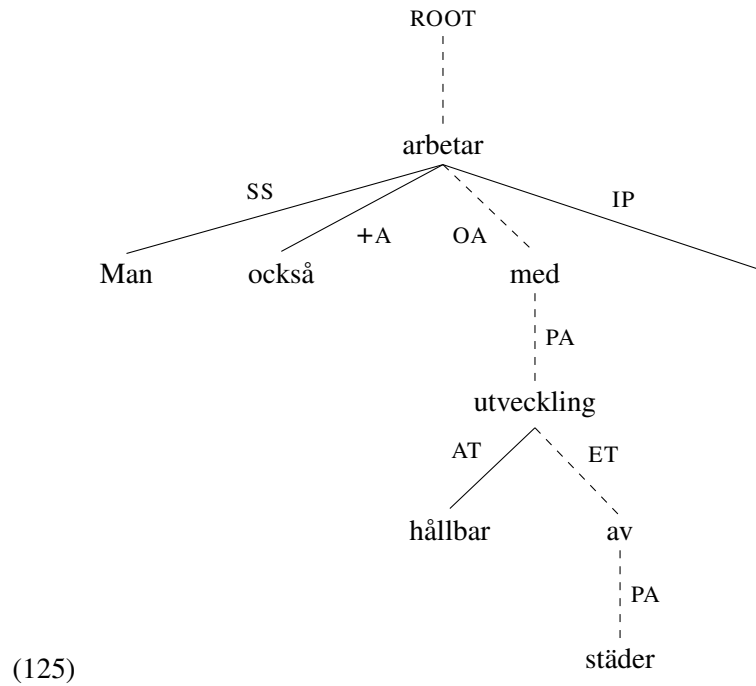 ROOT
arbetar
SS +A OA IP
Man också med
PA
utveckling
AT ET
hållbar av
PA
städer
(125)